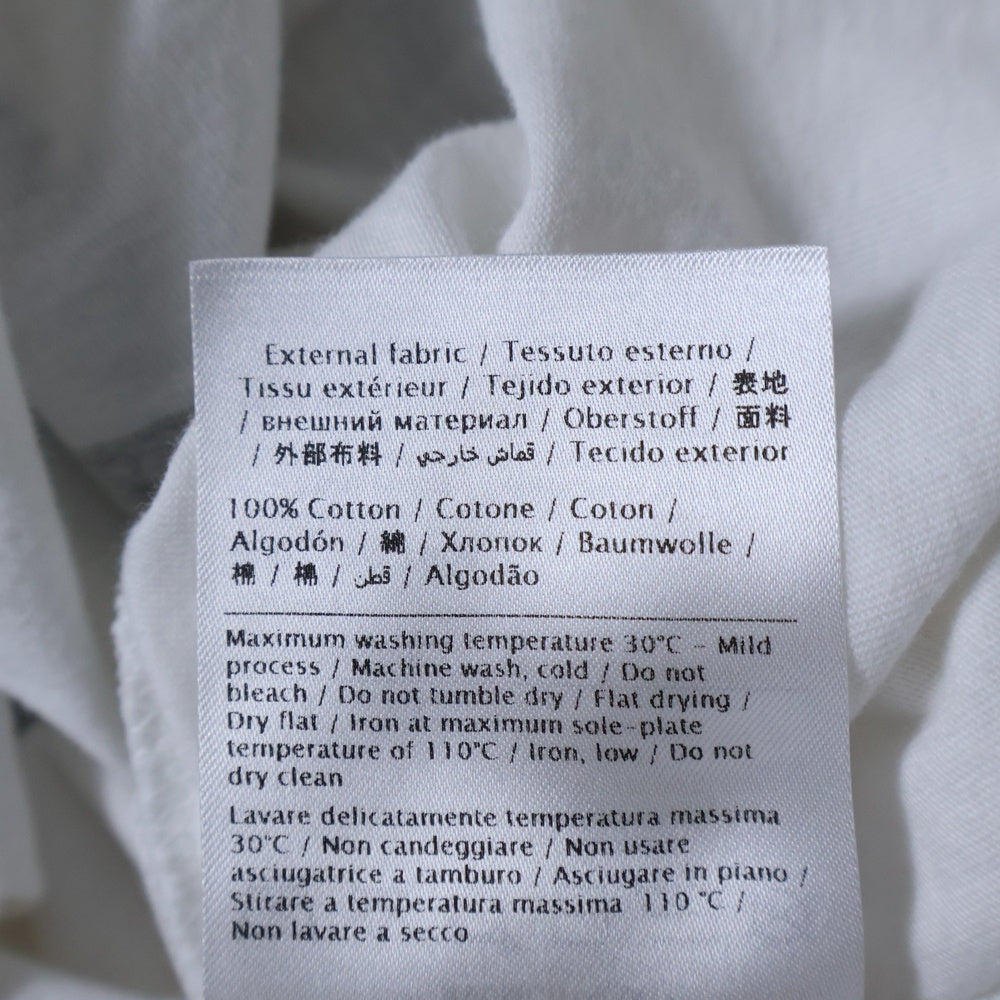 External fabric / Tessuto esterno /
Tissu extérieur / Tejido exterior / 表地
/ внешний материал / Oberstoff / 面料
/ 外部布料 / قماش خارجي / Tecido exterior
100% Cotton / Cotone / Coton /
Algodón / 綿 / Хлопок / Baumwolle /
棉 / 棉 / قطن / Algodão
Maximum washing temperature 30°C - Mild
process / Machine wash, cold / Do not
bleach / Do not tumble dry / Flat drying /
Dry flat / Iron at maximum sole-plate
temperature of 110°C / Iron, low / Do not
dry clean
Lavare delicatamente temperatura massima
30°C / Non candeggiare / Non usare
asciugatrice a tamburo / Asciugare in piano /
Stirare a temperatura massima 110 °C /
Non lavare a secco